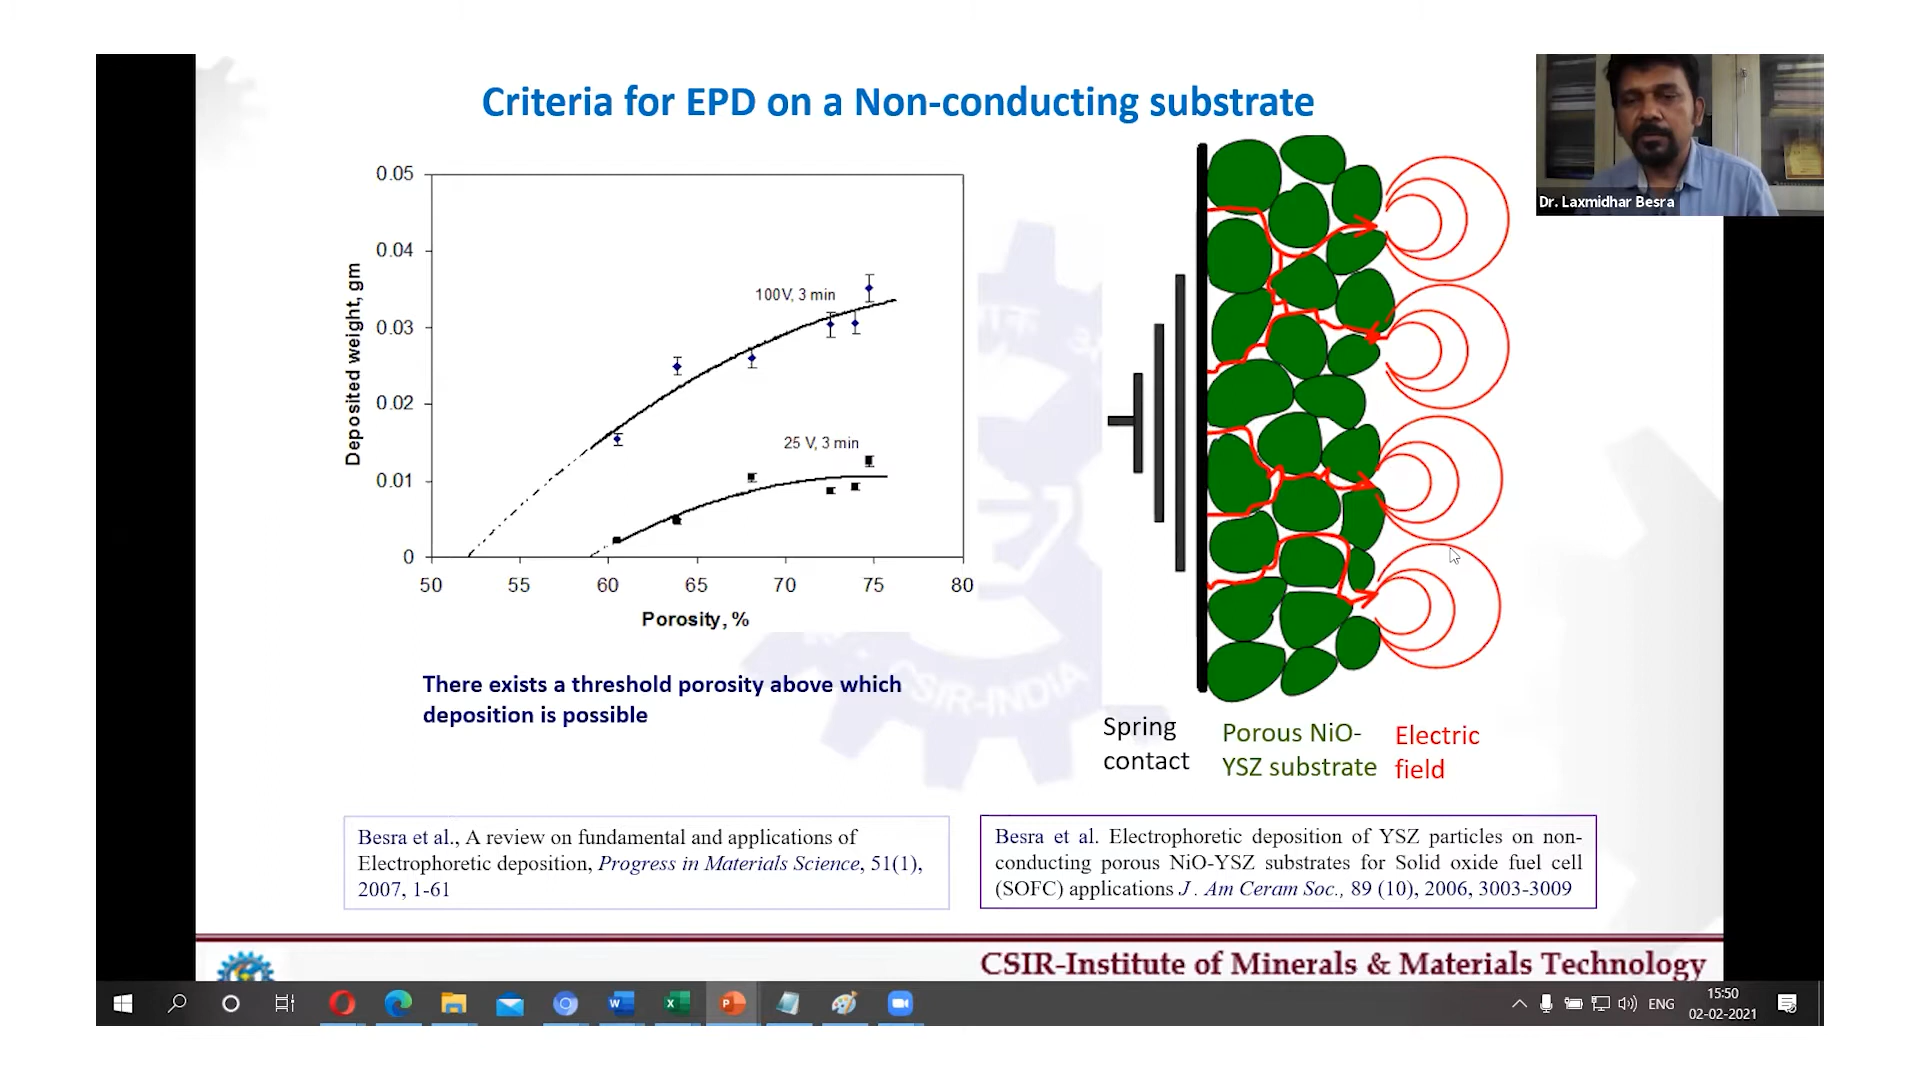 Criteria for EPD on a Non-conducting substrate
Dr. Laxmidhar Besra
0.05
0.04
0.03
0.02
0.01
0
50 55 60 65 70 75 80
Deposited weight, gm
Porosity, %
100V, 3 min
25 V, 3 min
There exists a threshold porosity above which
deposition is possible
Spring
contact
Porous NiO-
YSZ substrate
Electric
field
CSIR-INDIA
Besra et al., A review on fundamental and applications of
Electrophoretic deposition, Progress in Materials Science, 51(1),
2007, 1-61
Besra et al. Electrophoretic deposition of YSZ particles on non-
conducting porous NiO-YSZ substrates for Solid oxide fuel cell
(SOFC) applications J . Am Ceram Soc., 89 (10), 2006, 3003-3009
CSIR-Institute of Minerals & Materials Technology
ENG
15:50
02-02-2021